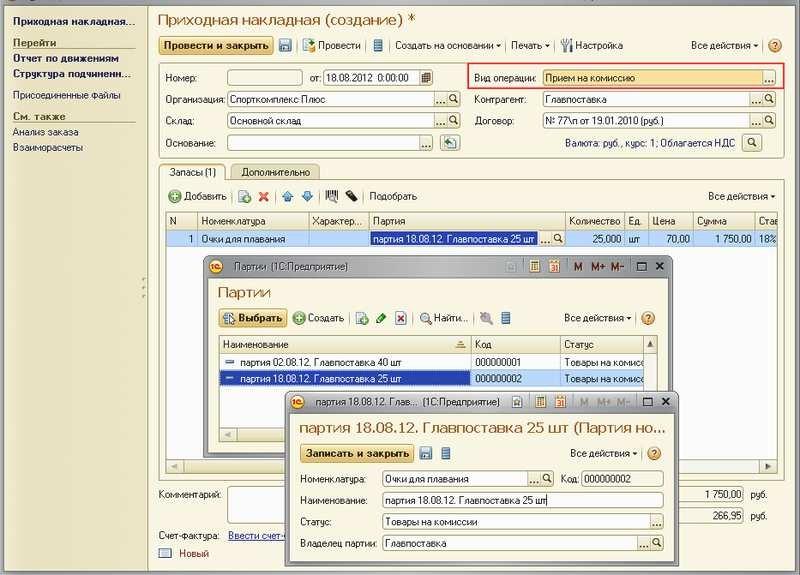 Приходная накладная...
Перейти
Отчет по движениям
Структура подчиненн...
Присоединенные файлы
См. также
Анализ заказа
Взаиморасчеты
Приходная накладная (создание) *
Провести и закрыть Провести Создать на основании Печать Настройка Все действия
Номер: от: 18.08.2012 0:00:00 Вид операции: Прием на комиссию
Организация: Спорткомплекс Плюс Контрагент: Главпоставка
Склад: Основной склад Договор: № 77\п от 19.01.2010 (руб.)
Основание: Валюта: руб., курс: 1; Облагается НДС
Запасы (1) Дополнительно
Добавить Подобрать Все действия
N Номенклатура Характер... Партия Количество Ед. Цена Сумма Став
1 Очки для плавания партия 18.08.12. Главпоставка 25 шт 25,000 шт 70,00 1 750,00 18%
Партии (1С:Предприятие) M M+ M-
Партии
Выбрать Создать Найти... Все действия
Наименование Код Статус
партия 02.08.12. Главпоставка 40 шт 000000001 Товары на комисс
партия 18.08.12. Главпоставка 25 шт 000000002 Товары на комисс
партия 18.08.12. Глав... (1С:Предприятие) M M+ M-
партия 18.08.12. Главпоставка 25 шт (Партия но...
Записать и закрыть Все действия
Номенклатура: Очки для плавания Код: 000000002
Наименование: партия 18.08.12. Главпоставка 25 шт
Статус: Товары на комиссии
Владелец партии: Главпоставка
Комментарий: 1 750,00 руб.
266,95 руб.
Счет-фактура: Ввести счет-
Новый